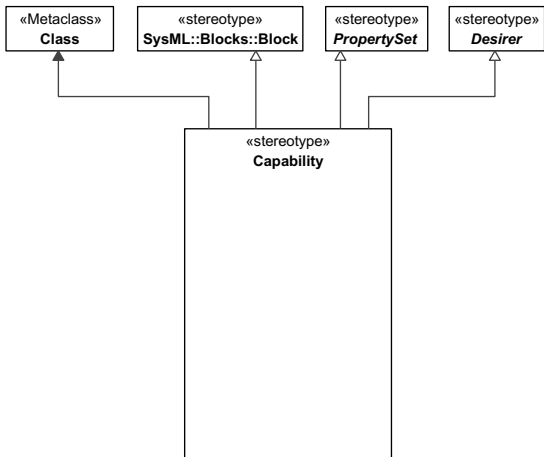 «Metaclass»
Class
«stereotype»
SysML::Blocks::Block
«stereotype»
PropertySet
«stereotype»
Desirer
«stereotype»
Capability